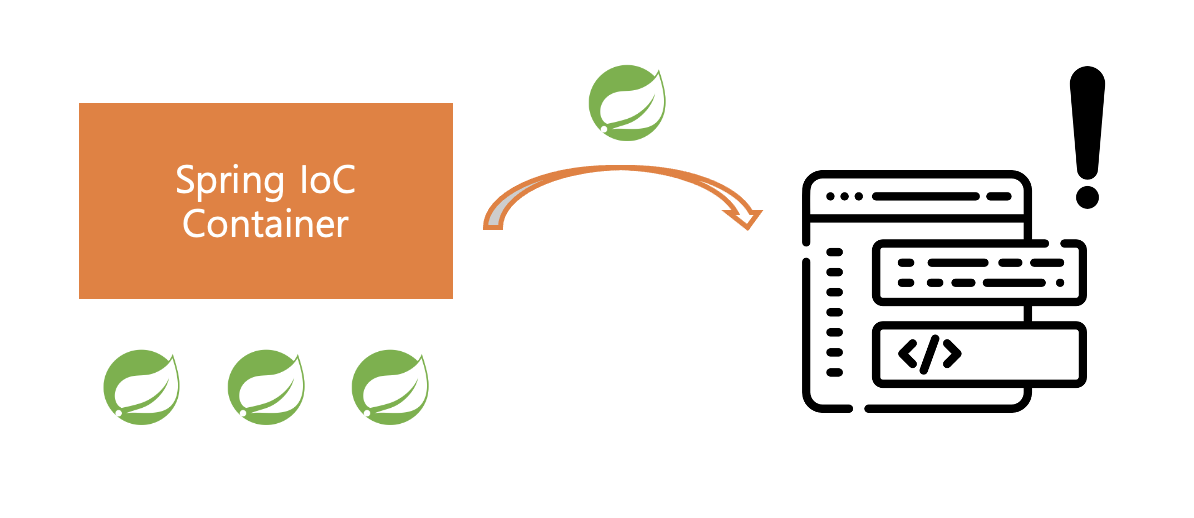 Spring IoC
Container
</>